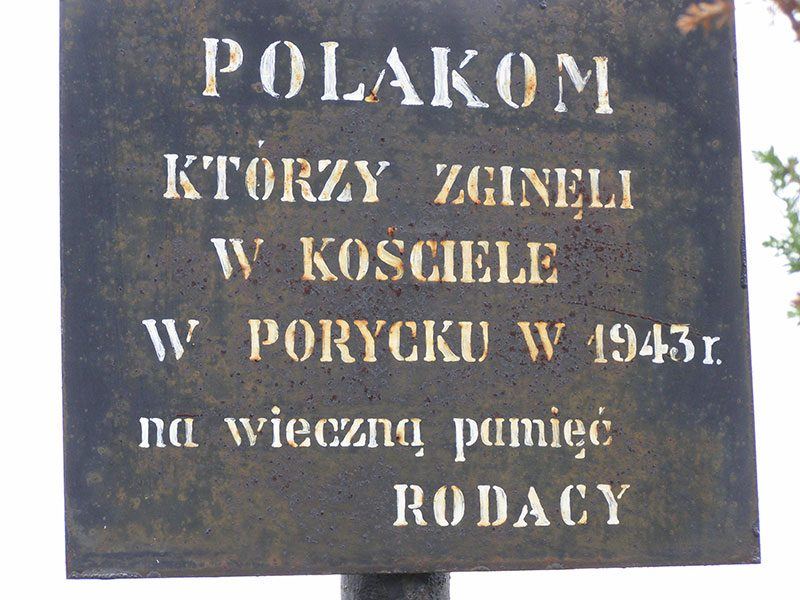 POLAKOM
KTÓRZY ZGINĘLI
W KOŚCIELE
W PORYCKU W 1943 r.
na wieczną pamięć
RODACY